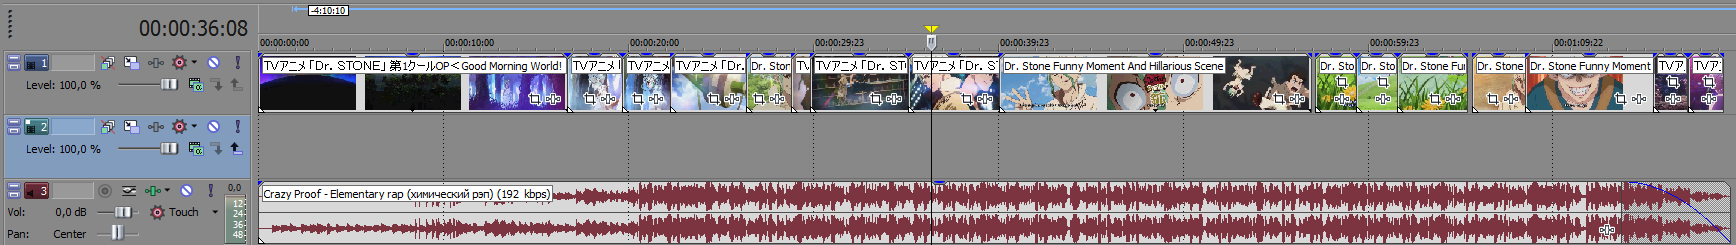 -4:10:10
00:00:36:08
00:00:00:00 00:00:10:00 00:00:20:00 00:00:29:23 00:00:39:23 00:00:49:23 00:00:59:23 00:01:09:22
1
Level: 100,0 %
TVアニメ「Dr. STONE」第1クールOP＜Good Morning World! TVアニメ TVアニ TVアニメ「Dr. Dr. Ston TV TVアニメ「Dr. STO TVアニメ「Dr. S Dr. Stone Funny Moment And Hillarious Scene Dr. Sto Dr. Sto Dr. Stone Fu Dr. Stone Dr. Stone Funny Moment TVア TVア
2
Level: 100,0 %
3
Vol: 0,0 dB
Touch
Pan: Center
0,0
12
24
36
48
Crazy Proof - Elementary rap (химический рэп) (192 kbps)